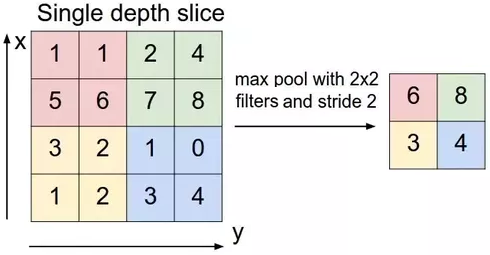 Single depth slice
x
1 1 2 4
5 6 7 8
3 2 1 0
1 2 3 4
y
max pool with 2x2
filters and stride 2
6 8
3 4